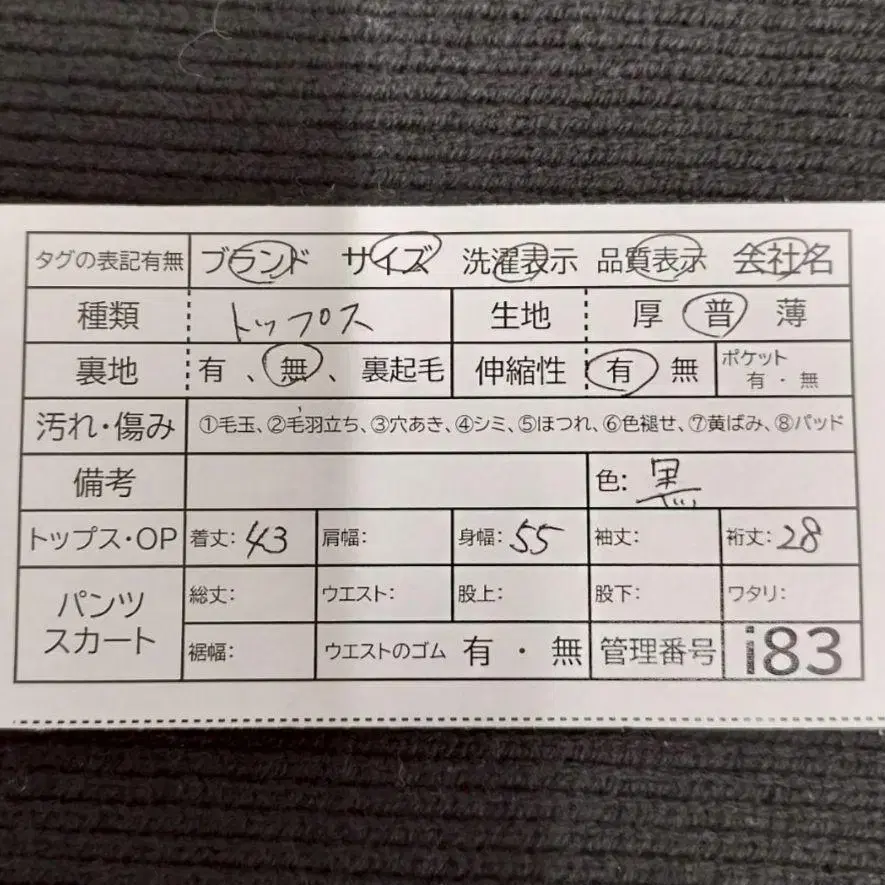 タグの表記有無 ブランド サイズ 洗濯表示 品質表示 会社名
種類 トップス 生地 厚 普 薄
裏地 有、無、裏起毛 伸縮性 有 無 ポケット 有・無
汚れ・傷み ①毛玉、②毛羽立ち、③穴あき、④シミ、⑤ほつれ、⑥色褪せ、⑦黄ばみ、⑧パッド
備考 色:黒
トップス・OP 着丈:43 肩幅: 身幅:55 袖丈: 裄丈:28
パンツ スカート 総丈: ウエスト: 股上: 股下: ワタリ:
裾幅: ウエストのゴム 有・無 管理番号 i83